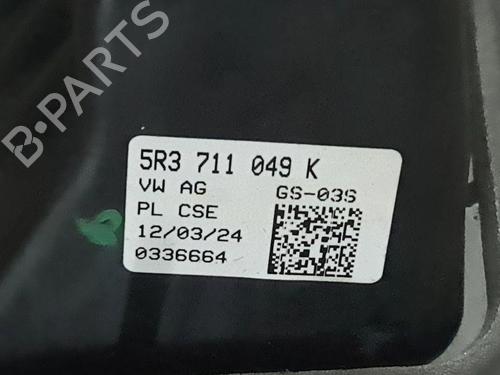 B-PARTS
5R3 711 049 K
VW AG GS-03S
PL CSE
12/03/24
0336664